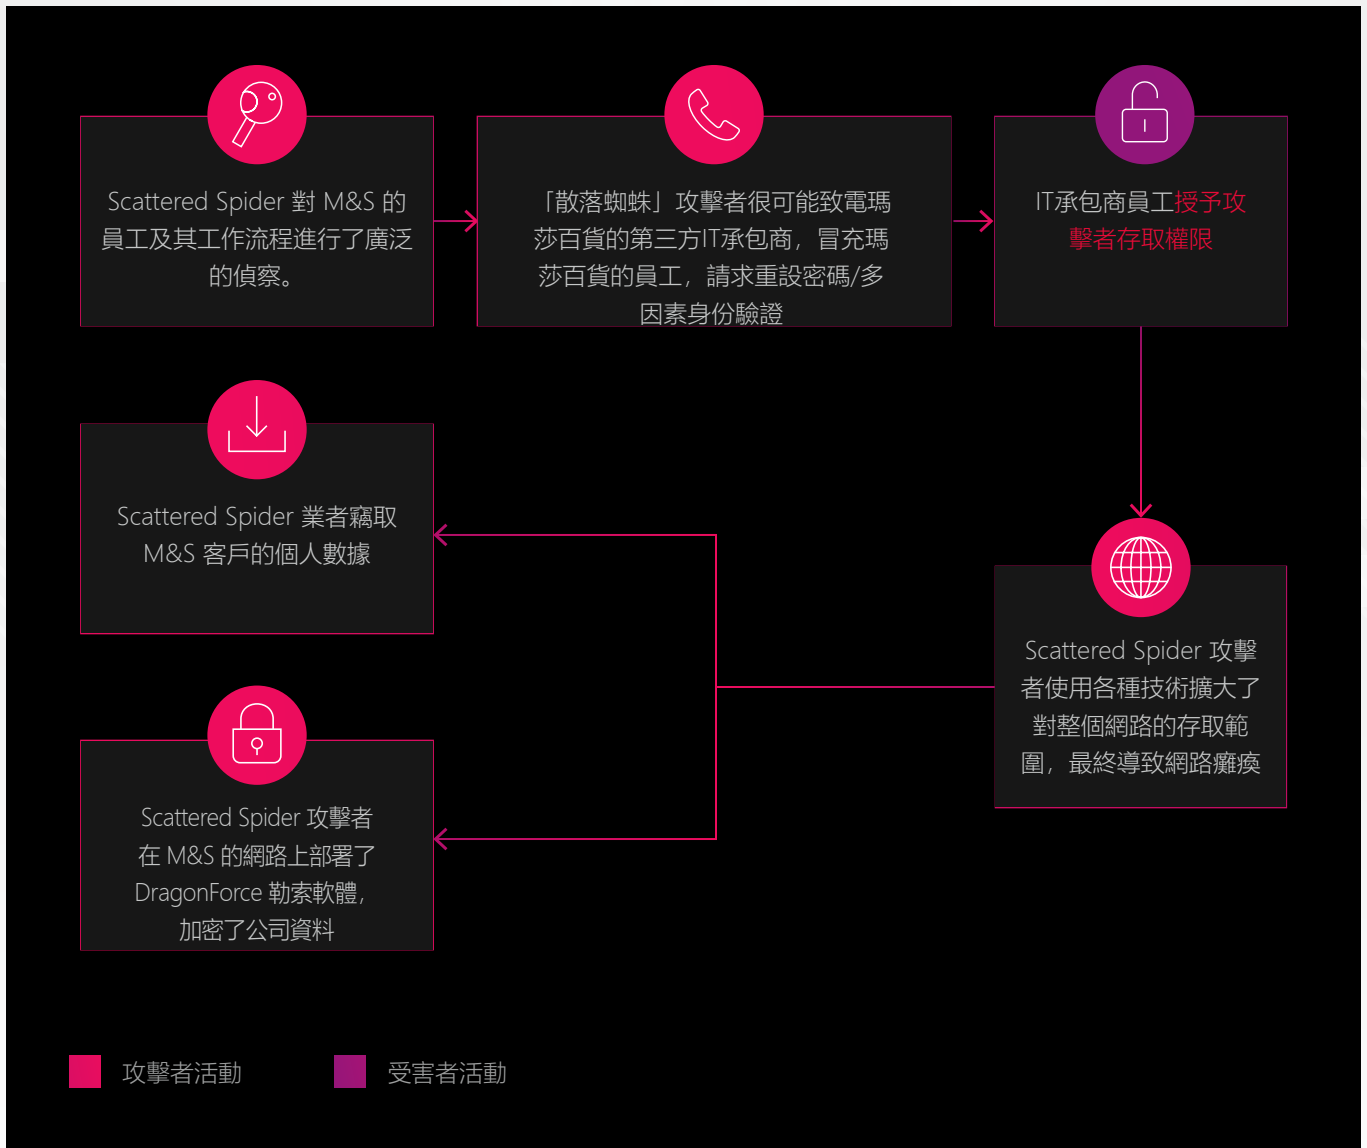 Scattered Spider 對 M&S 的
員工及其工作流程進行了廣泛
的偵察。
「散落蜘蛛」攻擊者很可能致電瑪
莎百貨的第三方IT承包商，冒充瑪
莎百貨的員工，請求重設密碼/多
因素身份驗證
IT承包商員工授予攻
擊者存取權限
Scattered Spider 攻擊
者使用各種技術擴大了
對整個網路的存取範
圍，最終導致網路癱瘓
Scattered Spider 業者竊取
M&S 客戶的個人數據
Scattered Spider 攻擊者
在 M&S 的網路上部署了
DragonForce 勒索軟體，
加密了公司資料
攻擊者活動
受害者活動